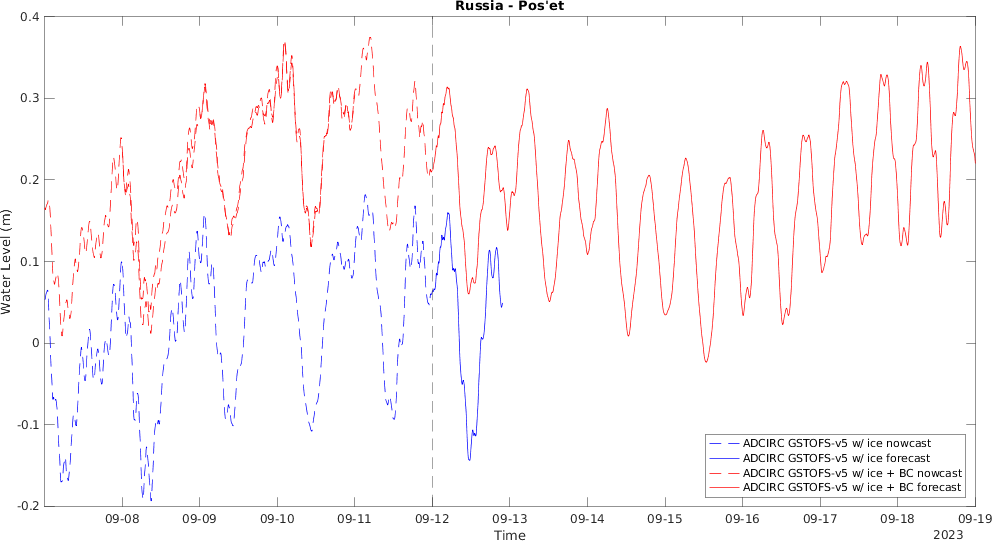 Russia - Pos'et
Water Level (m)
0.4
0.3
0.2
0.1
0
-0.1
-0.2
ADCIRC GSTOFS-v5 w/ ice nowcast
ADCIRC GSTOFS-v5 w/ ice forecast
ADCIRC GSTOFS-v5 w/ ice + BC nowcast
ADCIRC GSTOFS-v5 w/ ice + BC forecast
09-08 09-09 09-10 09-11 09-12 09-13 09-14 09-15 09-16 09-17 09-18 09-19
Time
2023